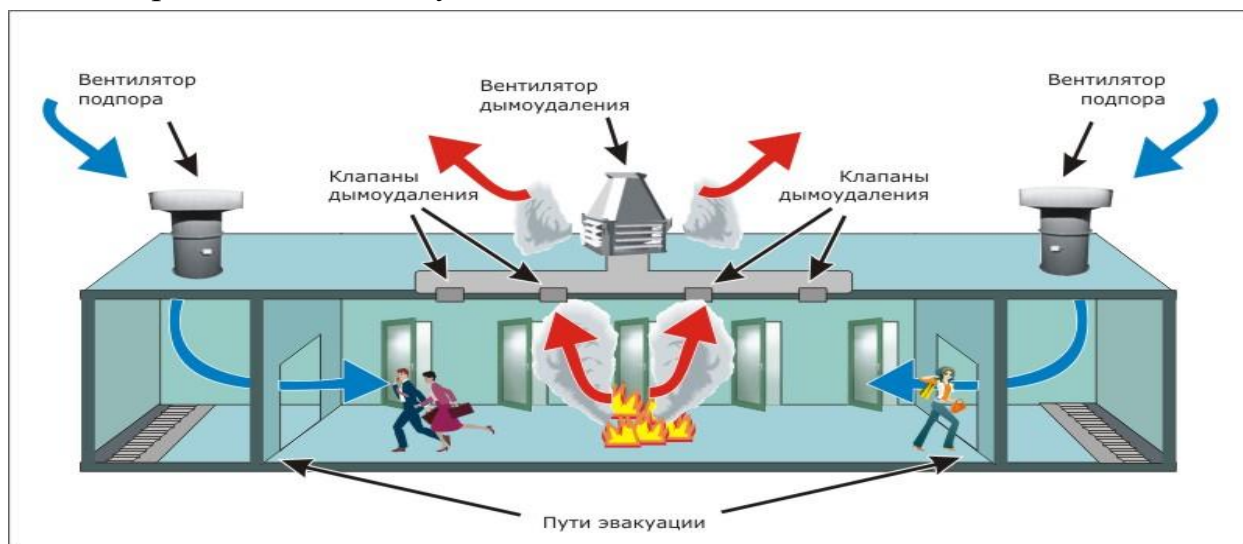 Вентилятор
подпора
Вентилятор
дымоудаления
Вентилятор
подпора
Клапаны
дымоудаления
Клапаны
дымоудаления
Пути эвакуации